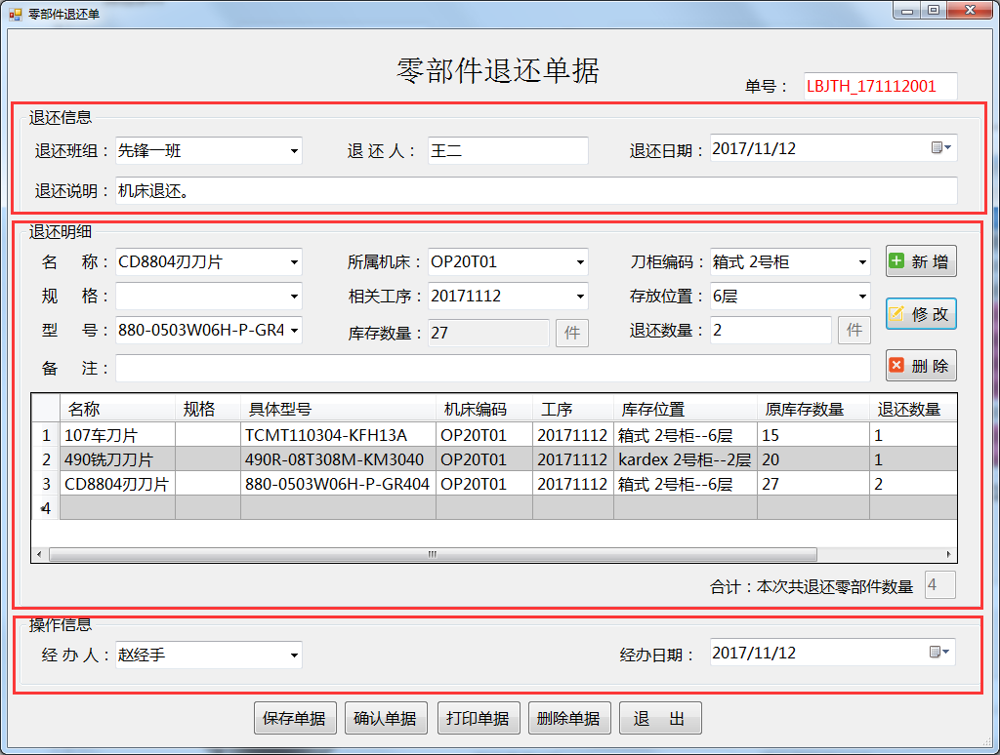 零部件退还单
零部件退还单据
单号： LBJTH_171112001
退还信息
退还班组： 先锋一班 退 还 人： 王二 退还日期： 2017/11/12
退还说明： 机床退还。
退还明细
名 称： CD8804刃刀片 所属机床： OP20T01 刀柜编码： 箱式 2号柜 新 增
规 格： 相关工序： 20171112 存放位置： 6层
型 号： 880-0503W06H-P-GR4 库存数量： 27 件 退还数量： 2 件 修 改
备 注： 删 除
名称 规格 具体型号 机床编码 工序 库存位置 原库存数量 退还数量
1 107车刀片 TCMT110304-KFH13A OP20T01 20171112 箱式 2号柜--6层 15 1
2 490铣刀刀片 490R-08T308M-KM3040 OP20T01 20171112 kardex 2号柜--2层 20 1
3 CD8804刃刀片 880-0503W06H-P-GR404 OP20T01 20171112 箱式 2号柜--6层 27 2
4
合计：本次共退还零部件数量 4
操作信息
经 办 人： 赵经手 经办日期： 2017/11/12
保存单据 确认单据 打印单据 删除单据 退 出